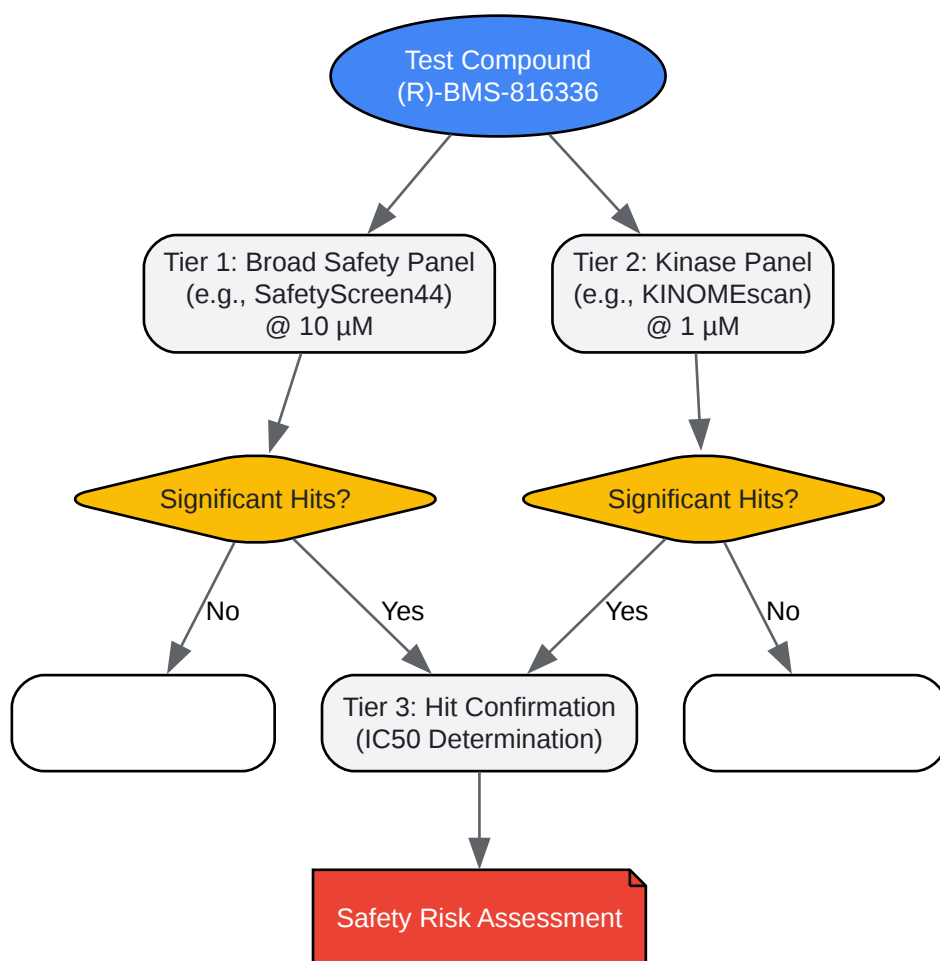 Test Compound
(R)-BMS-816336
Tier 1: Broad Safety Panel
(e.g., SafetyScreen44)
@ 10 µM
Tier 2: Kinase Panel
(e.g., KINOMEscan)
@ 1 µM
Significant Hits?
Significant Hits?
No
Yes
Yes
No
Tier 3: Hit Confirmation
(IC50 Determination)
Safety Risk Assessment